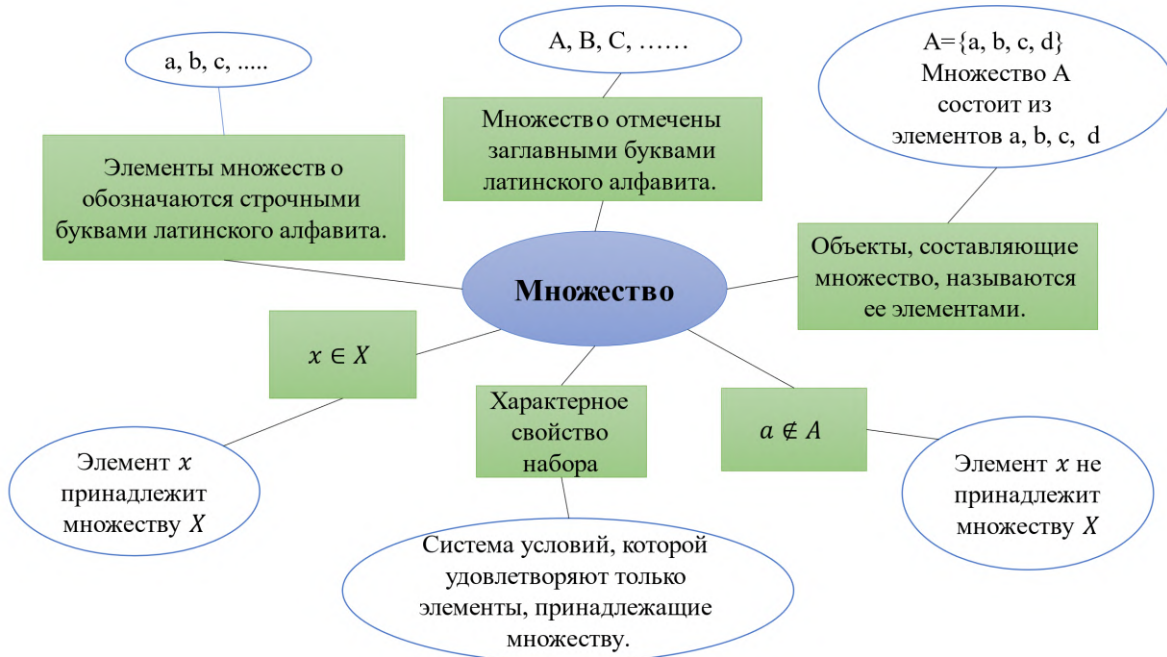 a, b, c, .....
A, B, C, ......
A={a, b, c, d}
Множество A
состоит из
элементов a, b, c, d
Элементы множеств о
обозначаются строчными
буквами латинского алфавита.
Множество отмечены
заглавными буквами
латинского алфавита.
Объекты, составляющие
множество, называются
ее элементами.
Множество
x ∈ X
Характерное
свойство
набора
a ∉ A
Элемент x
принадлежит
множеству X
Элемент x не
принадлежит
множеству X
Система условий, которой
удовлетворяют только
элементы, принадлежащие
множеству.